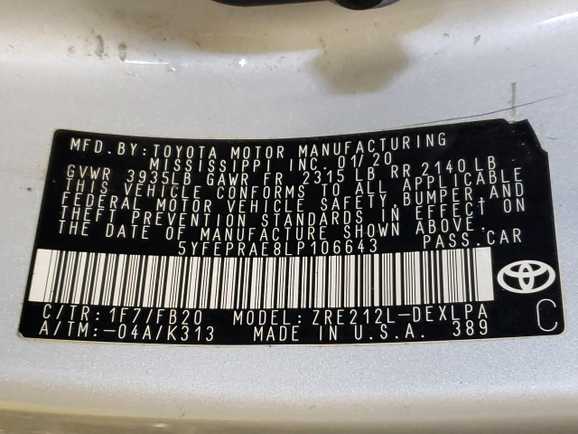 MFD. BY: TOYOTA MOTOR MANUFACTURING
MISSISSIPPI INC. 01/20
GVWR 3935LB GAWR FR 2315 LB RR 2140 LB
THIS VEHICLE CONFORMS TO ALL APPLICABLE
FEDERAL MOTOR VEHICLE SAFETY, BUMPER, AND
THEFT PREVENTION STANDARDS IN EFFECT ON
THE DATE OF MANUFACTURE SHOWN ABOVE.
5YFEPRAE8LP106643 PASS. CAR
C/TR: 1F7/FB20 MODEL: ZRE212L-DEXLPA
A/TM: -04A/K313 MADE IN U.S.A. 389
C